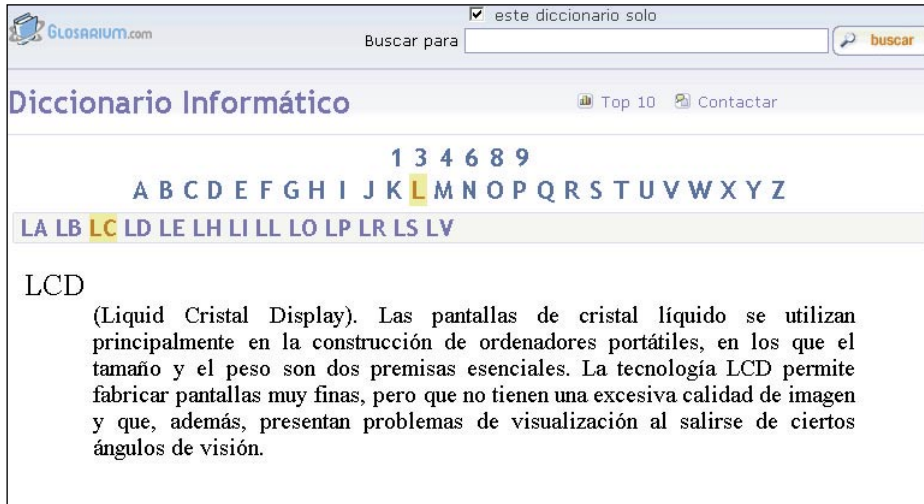 este diccionario solo
GLOSARIUM.com
Buscar para
buscar
Diccionario Informático
Top 10
Contactar
1 3 4 6 8 9
A B C D E F G H I J K L M N O P Q R S T U V W X Y Z
LA LB LC LD LE LH LI LL LO LP LR LS LV
LCD
(Liquid Cristal Display). Las pantallas de cristal líquido se utilizan
principalmente en la construcción de ordenadores portátiles, en los que el
tamaño y el peso son dos premisas esenciales. La tecnología LCD permite
fabricar pantallas muy finas, pero que no tienen una excesiva calidad de imagen
y que, además, presentan problemas de visualización al salirse de ciertos
ángulos de visión.